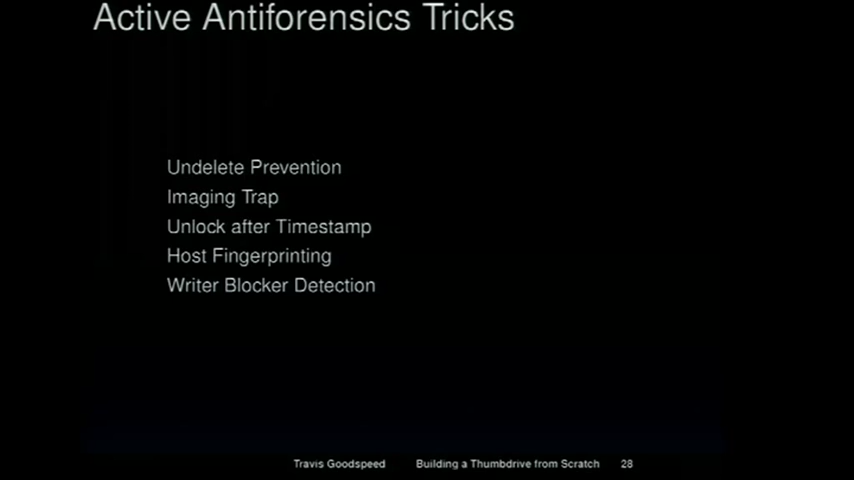 Active Antiforensics Tricks
Undelete Prevention
Imaging Trap
Unlock after Timestamp
Host Fingerprinting
Writer Blocker Detection
Travis Goodspeed Building a Thumbdrive from Scratch 28